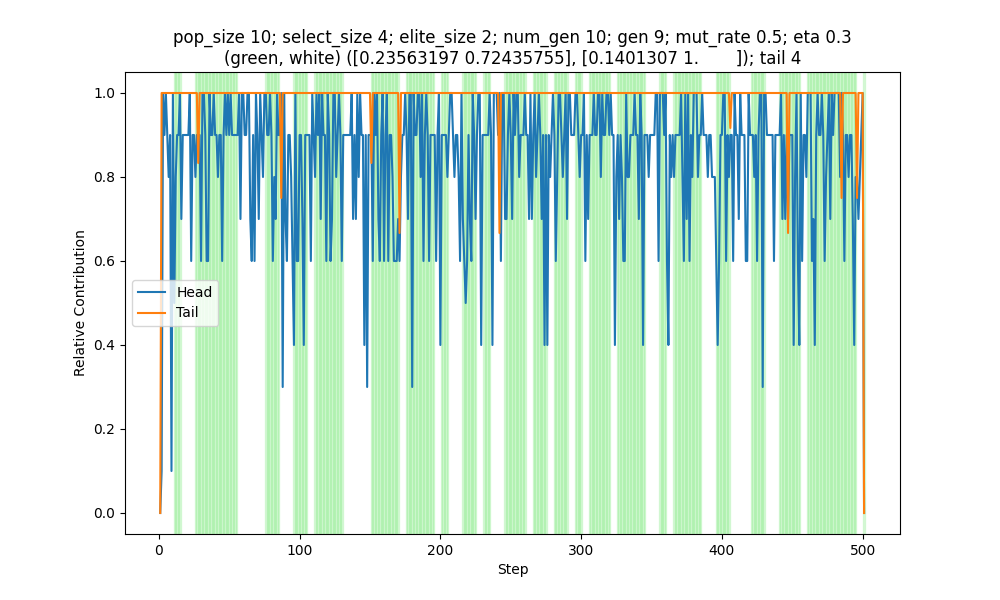 pop_size 10; select_size 4; elite_size 2; num_gen 10; gen 9; mut_rate 0.5; eta 0.3
(green, white) ([0.23563197 0.72435755], [0.1401307 1.        ]); tail 4
1.0
0.8
0.6
0.4
0.2
0.0
Relative Contribution
Head
Tail
0
100
200
300
400
500
Step